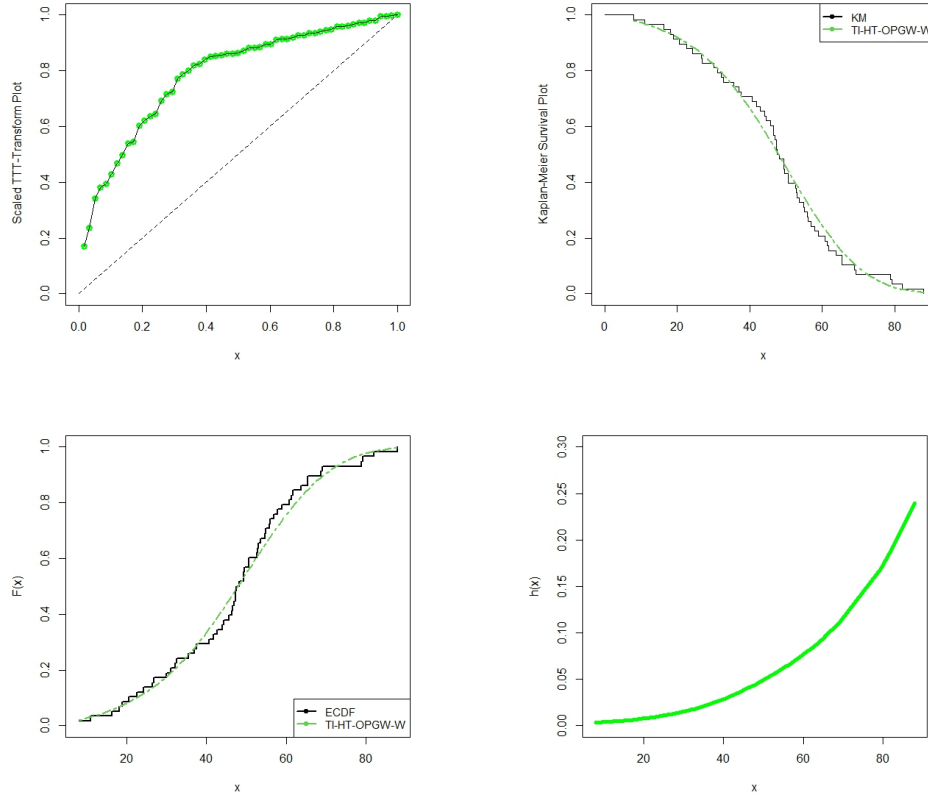 Scaled TTT-Transform Plot
0.0 0.2 0.4 0.6 0.8 1.0
0.0 0.2 0.4 0.6 0.8 1.0
x
Kaplan-Meier Survival Plot
0.0 0.2 0.4 0.6 0.8 1.0
KM
TI-HT-OPGW-W
0 20 40 60 80
x
F(x)
0.0 0.2 0.4 0.6 0.8 1.0
ECDF
TI-HT-OPGW-W
20 40 60 80
x
h(x)
0.00 0.05 0.10 0.15 0.20 0.25 0.30
20 40 60 80
x